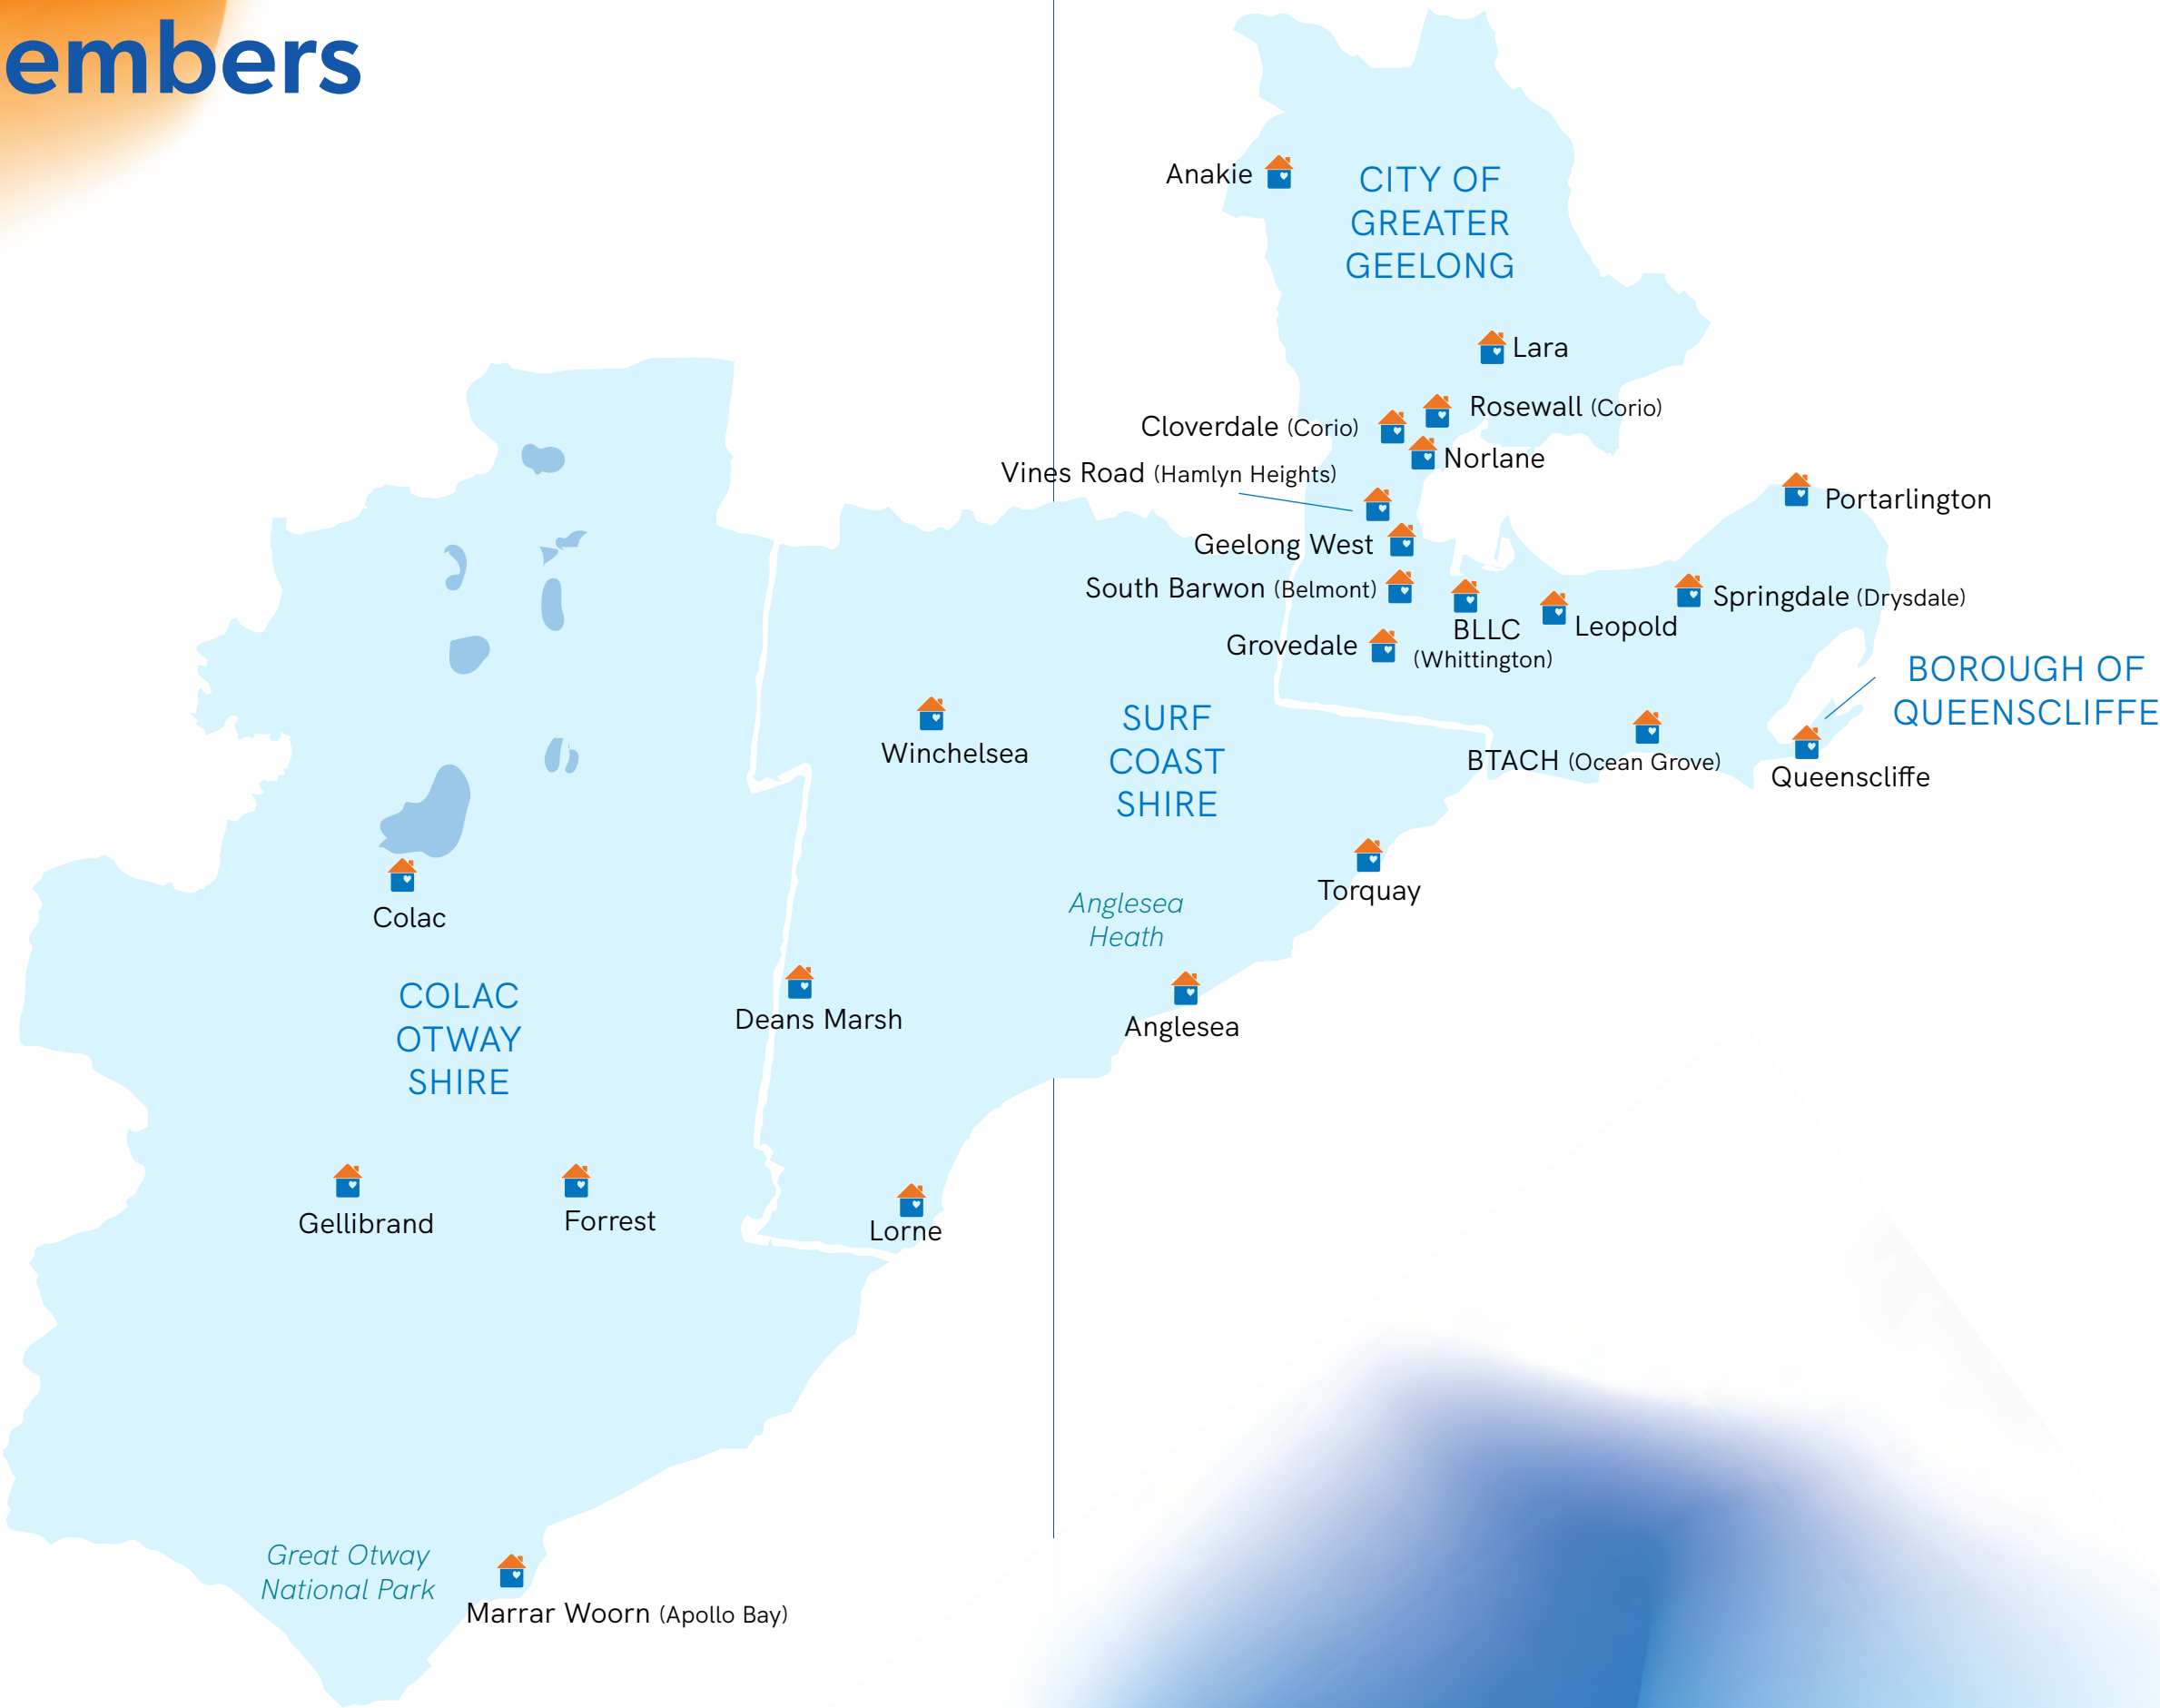 embers
Anakie
CITY OF
GREATER
GEELONG
Lara
Rosewall (Corio)
Cloverdale (Corio)
Norlane
Vines Road (Hamlyn Heights)
Portarlington
Geelong West
South Barwon (Belmont)
Springdale (Drysdale)
BLLC
(Whittington)
Leopold
Grovedale
BOROUGH OF
QUEENSCLIFFE
Winchelsea
SURF
COAST
SHIRE
BTACH (Ocean Grove)
Queenscliffe
Torquay
Anglesea
Heath
Colac
COLAC
OTWAY
SHIRE
Deans Marsh
Anglesea
Gellibrand
Forrest
Lorne
Great Otway
National Park
Marrar Woorn (Apollo Bay)